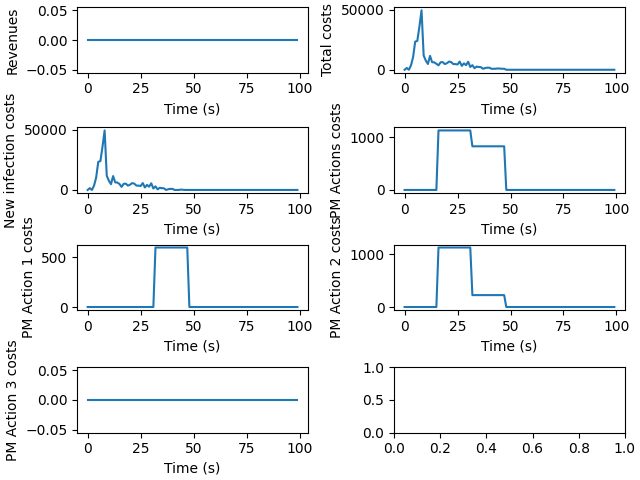 Revenues
0.05
0.00
−0.05
0 25 50 75 100
Time (s)
Total costs
50000
0
0 25 50 75 100
Time (s)
New infection costs
50000
0
0 25 50 75 100
Time (s)
PM Actions costs
1000
0
0 25 50 75 100
Time (s)
PM Action 1 costs
500
0
0 25 50 75 100
Time (s)
PM Action 2 costs
1000
0
0 25 50 75 100
Time (s)
PM Action 3 costs
0.05
0.00
−0.05
0 25 50 75 100
Time (s)
1.0
0.5
0.0
0.0 0.2 0.4 0.6 0.8 1.0